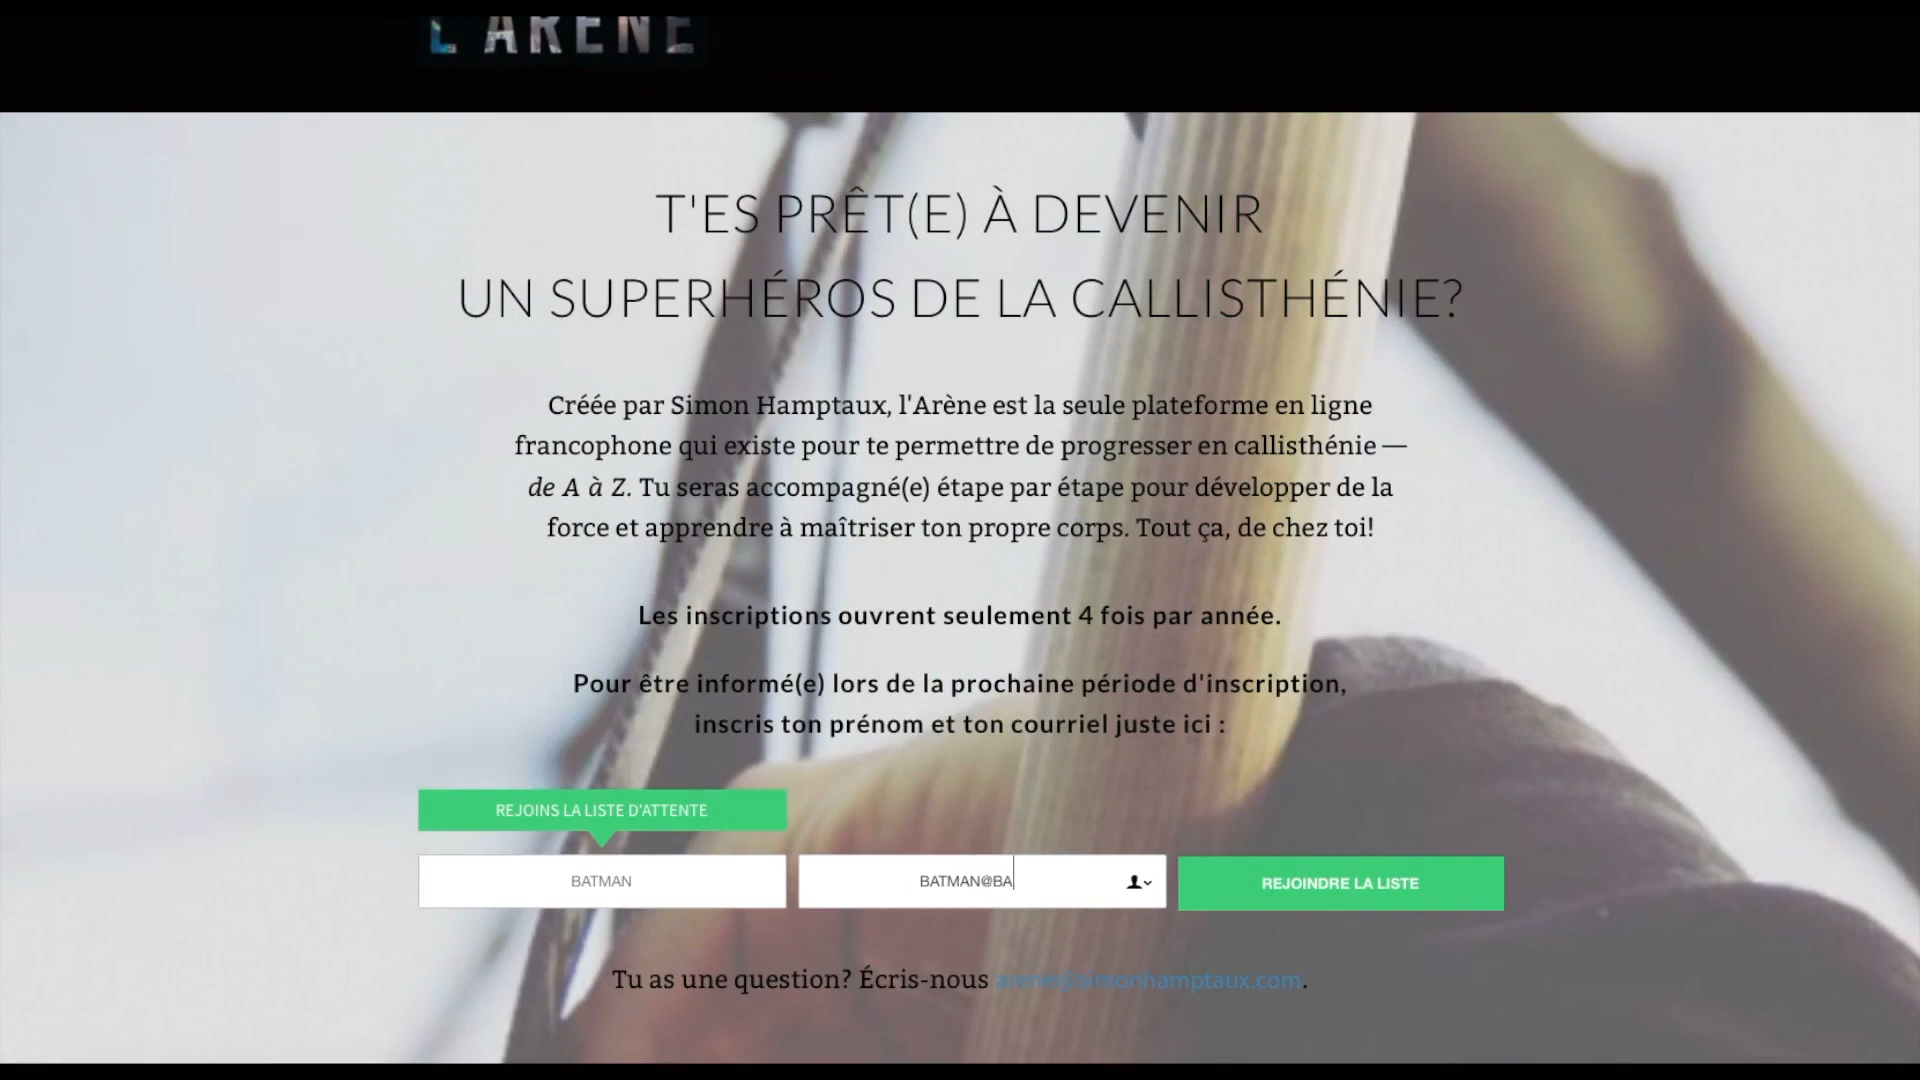 L'ARÈNE
T'ES PRÊT(E) À DEVENIR
UN SUPERHÉROS DE LA CALLISTHÉNIE?
Créée par Simon Hamptaux, l'Arène est la seule plateforme en ligne
francophone qui existe pour te permettre de progresser en callisthénie —
de A à Z. Tu seras accompagné(e) étape par étape pour développer de la
force et apprendre à maîtriser ton propre corps. Tout ça, de chez toi!
Les inscriptions ouvrent seulement 4 fois par année.
Pour être informé(e) lors de la prochaine période d'inscription,
inscris ton prénom et ton courriel juste ici :
REJOINS LA LISTE D'ATTENTE
BATMAN
BATMAN@BA
REJOINDRE LA LISTE
Tu as une question? Écris-nous arene@simonhamptaux.com.